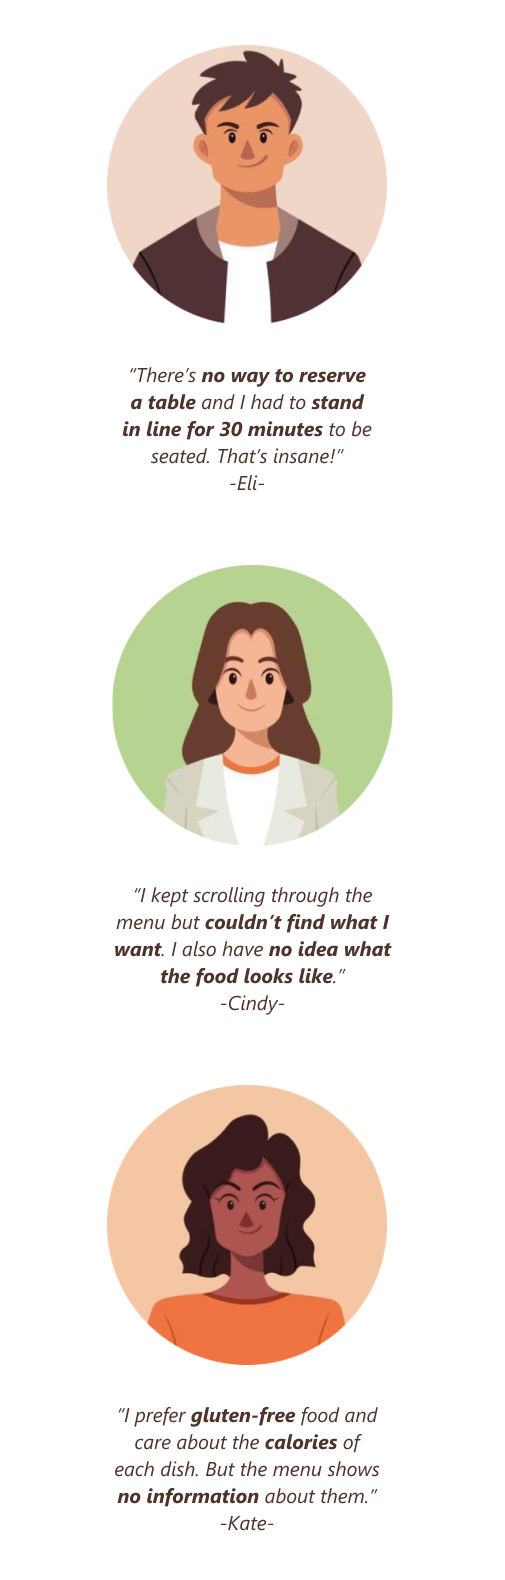 “There’s no way to reserve
a table and I had to stand
in line for 30 minutes to be
seated. That’s insane!”
-Eli-
“I kept scrolling through the
menu but couldn’t find what I
want. I also have no idea what
the food looks like.”
-Cindy-
“I prefer gluten-free food and
care about the calories of
each dish. But the menu shows
no information about them.”
-Kate-